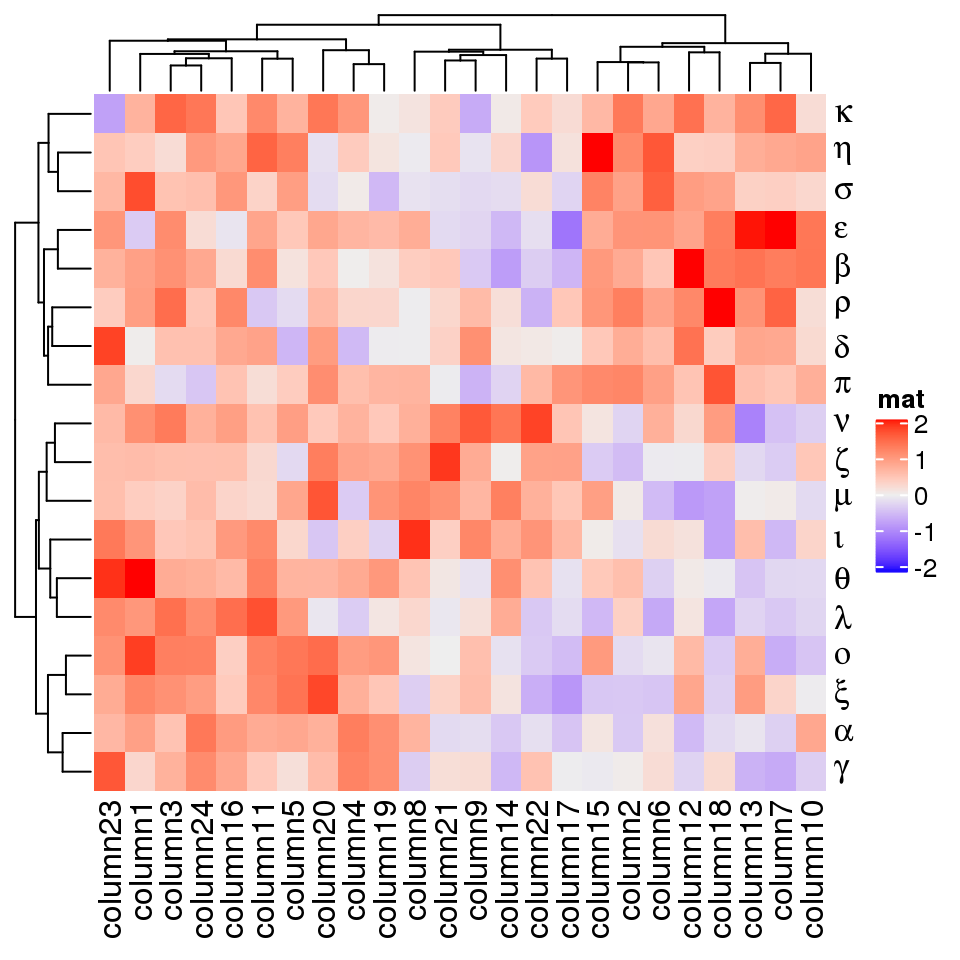 κ
η
σ
ε
β
ρ
δ
π
ν
ζ
μ
ι
θ
λ
ο
ξ
α
γ
mat
2
1
0
-1
-2
column23
column1
column3
column24
column16
column11
column5
column20
column4
column19
column8
column21
column9
column14
column22
column17
column15
column2
column6
column12
column18
column13
column7
column10